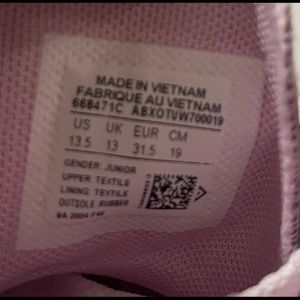 MADE IN VIETNAM
FABRIQUE AU VIETNAM
668471C ABXOTUW700019
US UK EUR CM
13.5 13 31.5 19
GENDER: JUNIOR
UPPER: TEXTILE
LINING: TEXTILE
OUTSOLE: RUBBER